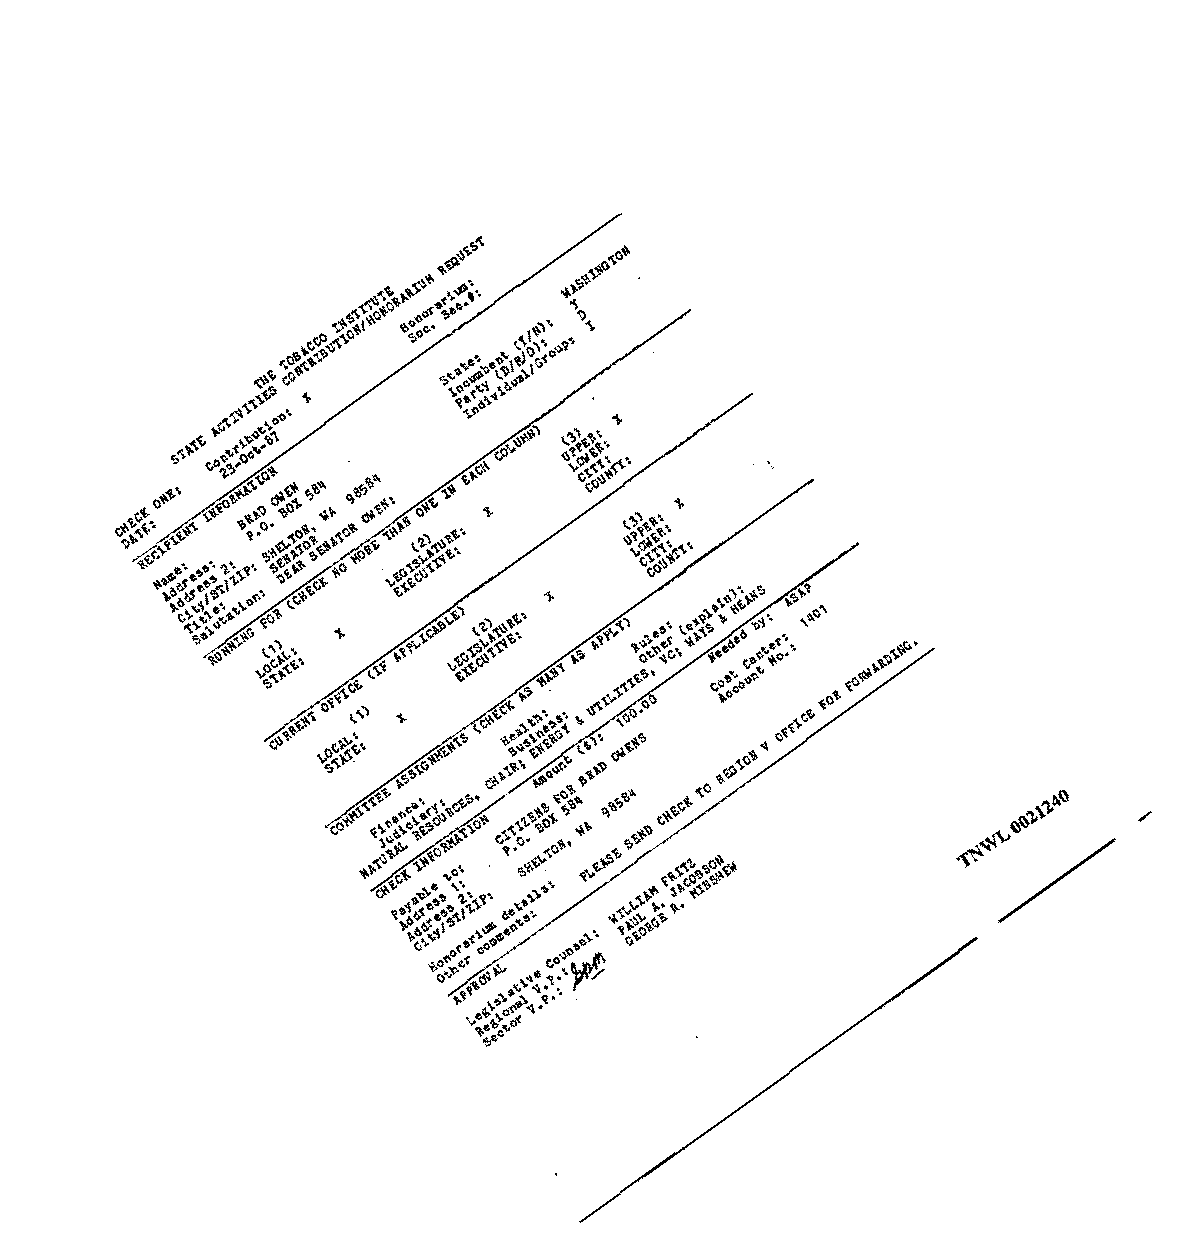 THE TOBACCO INSTITUTE
STATE ACTIVITIES CONTRIBUTION/HONORARIUM REQUEST
CHECK ONE: Contribution: X Honorarium:
DATE: 23-Oct-87 Soc. Sec.#:
RECIPIENT INFORMATION
Name: BRAD OWEN State: WASHINGTON
Address: P.O. BOX 584 Incumbent (Y/N): Y
Address 2: Party (D/R/O): D
City/ST/ZIP: SHELTON, WA 98584 Individual/Group: I
Title: SENATOR
Salutation: DEAR SENATOR OWEN:
RUNNING FOR (CHECK NO MORE THAN ONE IN EACH COLUMN)
(1) (2) (3)
LOCAL: LEGISLATURE: X UPPER: X
STATE: X EXECUTIVE: LOWER:
CITY:
COUNTY:
CURRENT OFFICE (IF APPLICABLE)
(1) (2) (3)
LOCAL: LEGISLATURE: X UPPER: X
STATE: X EXECUTIVE: LOWER:
CITY:
COUNTY:
COMMITTEE ASSIGNMENTS (CHECK AS MANY AS APPLY)
Finance: Health: Rules:
Judiciary: Business: Other (explain):
NATURAL RESOURCES, CHAIR; ENERGY & UTILITIES, VC; WAYS & MEANS
CHECK INFORMATION Amount ($): 100.00 Needed by: ASAP
Payable to: CITIZENS FOR BRAD OWENS Cost Center: 1401
Address 1: P.O. BOX 584 Account No.:
Address 2:
City/ST/ZIP: SHELTON, WA 98584
Honorarium details:
Other comments: PLEASE SEND CHECK TO REGION V OFFICE FOR FORWARDING.
APPROVAL
Legislative Counsel: WILLIAM FRITZ
Regional V.P.: PAUL A. JACOBSON
Sector V.P.: GEORGE R. MINSHEW
TNWL 0021240